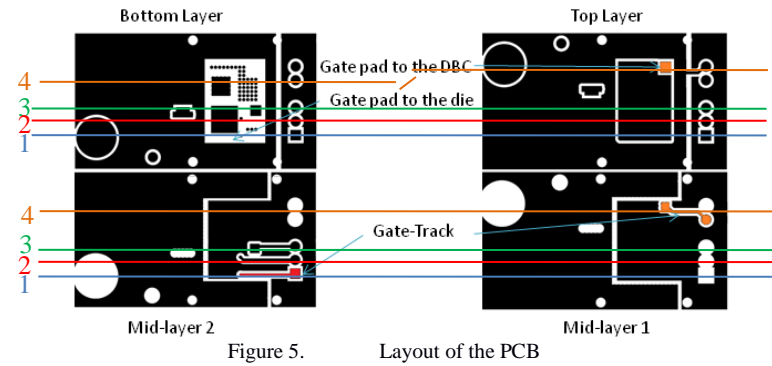 Bottom Layer
Top Layer
Gate pad to the DBC
4
Gate pad to the die
3
2
1
4
Gate-Track
3
2
1
Mid-layer 2
Mid-layer 1
Figure 5. Layout of the PCB